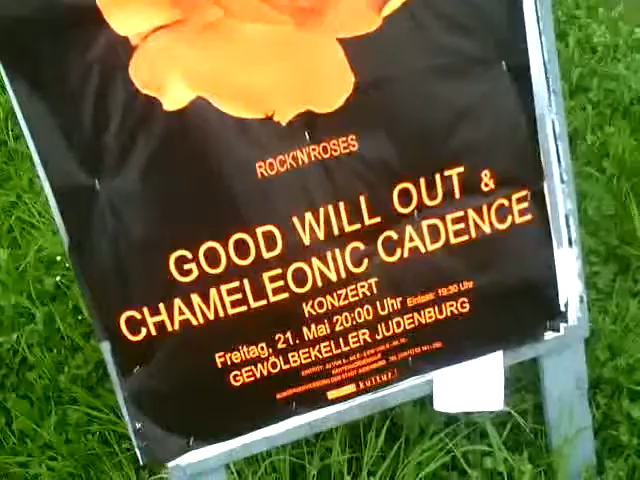 ROCK'N'ROSES
GOOD WILL OUT &
CHAMELEONIC CADENCE
KONZERT
Freitag, 21. Mai 20:00 Uhr Einlass: 19:30 Uhr
GEWÖLBEKELLER JUDENBURG
kultur!